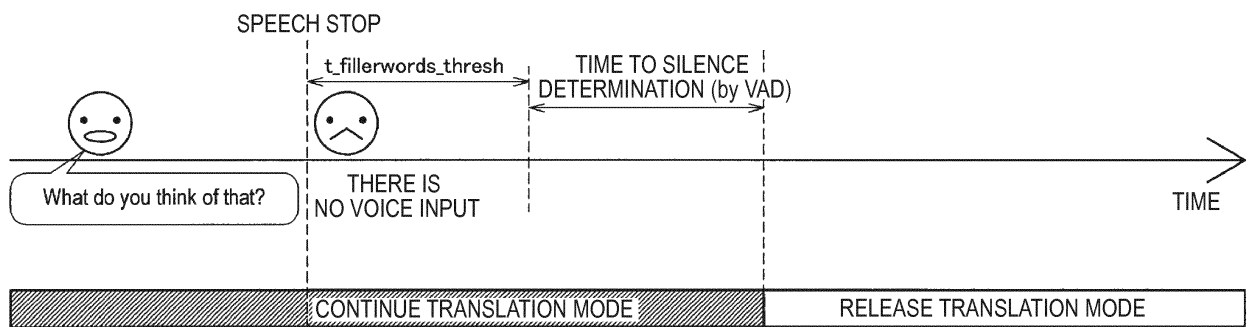 SPEECH STOP
t_fillerwords_thresh
TIME TO SILENCE
DETERMINATION (by VAD)
What do you think of that?
THERE IS
NO VOICE INPUT
TIME
CONTINUE TRANSLATION MODE
RELEASE TRANSLATION MODE